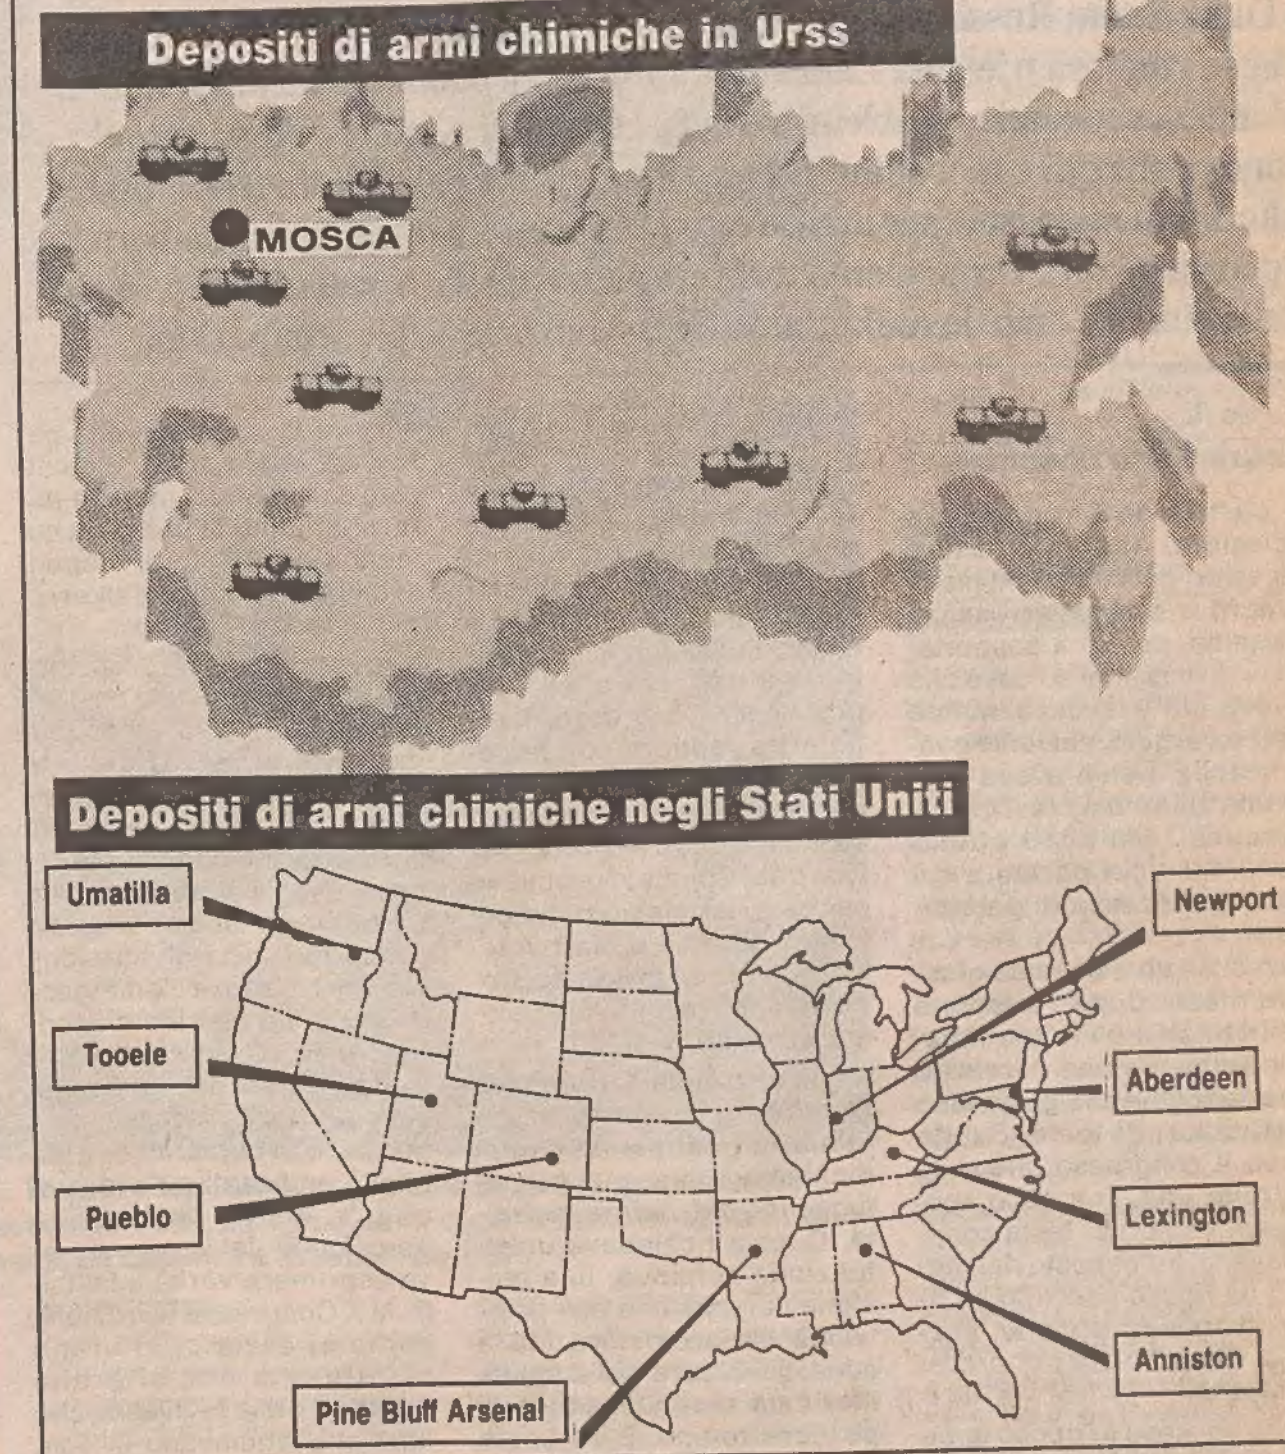 Depositi di armi chimiche in Urss
MOSCA
Depositi di armi chimiche negli Stati Uniti
Umatilla
Newport
Tooele
Aberdeen
Pueblo
Lexington
Anniston
Pine Bluff Arsenal